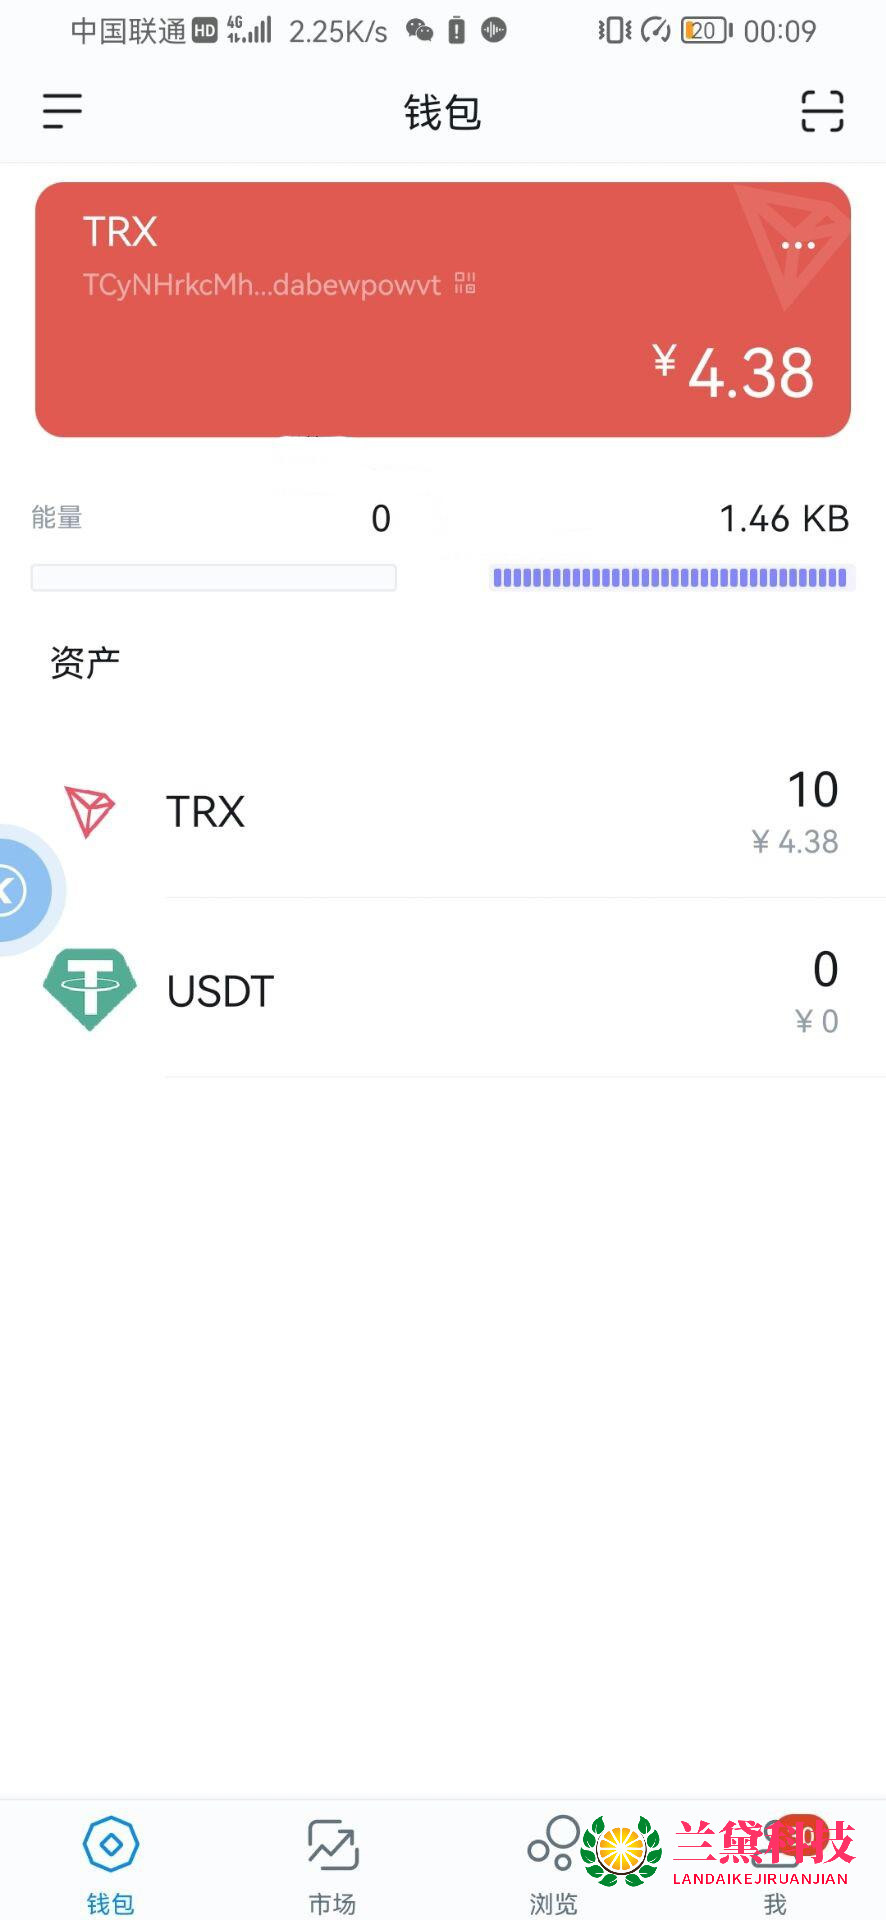 中国联通 HD 4G 2.25K/s 20 00:09
钱包
TRX
TCyNHrkcMh...dabewpowvt
¥ 4.38
能量 0 1.46 KB
资产
TRX 10
¥ 4.38
USDT 0
¥ 0
兰黛科技
LANDAIKEJIRUANJIAN
钱包 市场 浏览 我